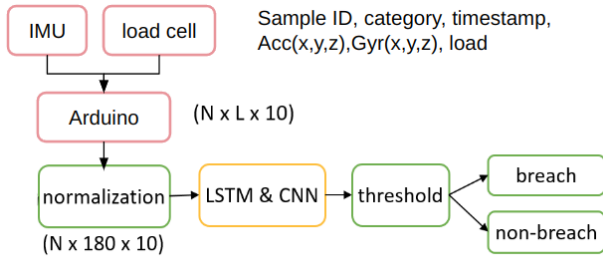 IMU
load cell
Sample ID, category, timestamp,
Acc(x,y,z),Gyr(x,y,z), load
Arduino
(N x L x 10)
normalization
LSTM & CNN
threshold
breach
non-breach
(N x 180 x 10)